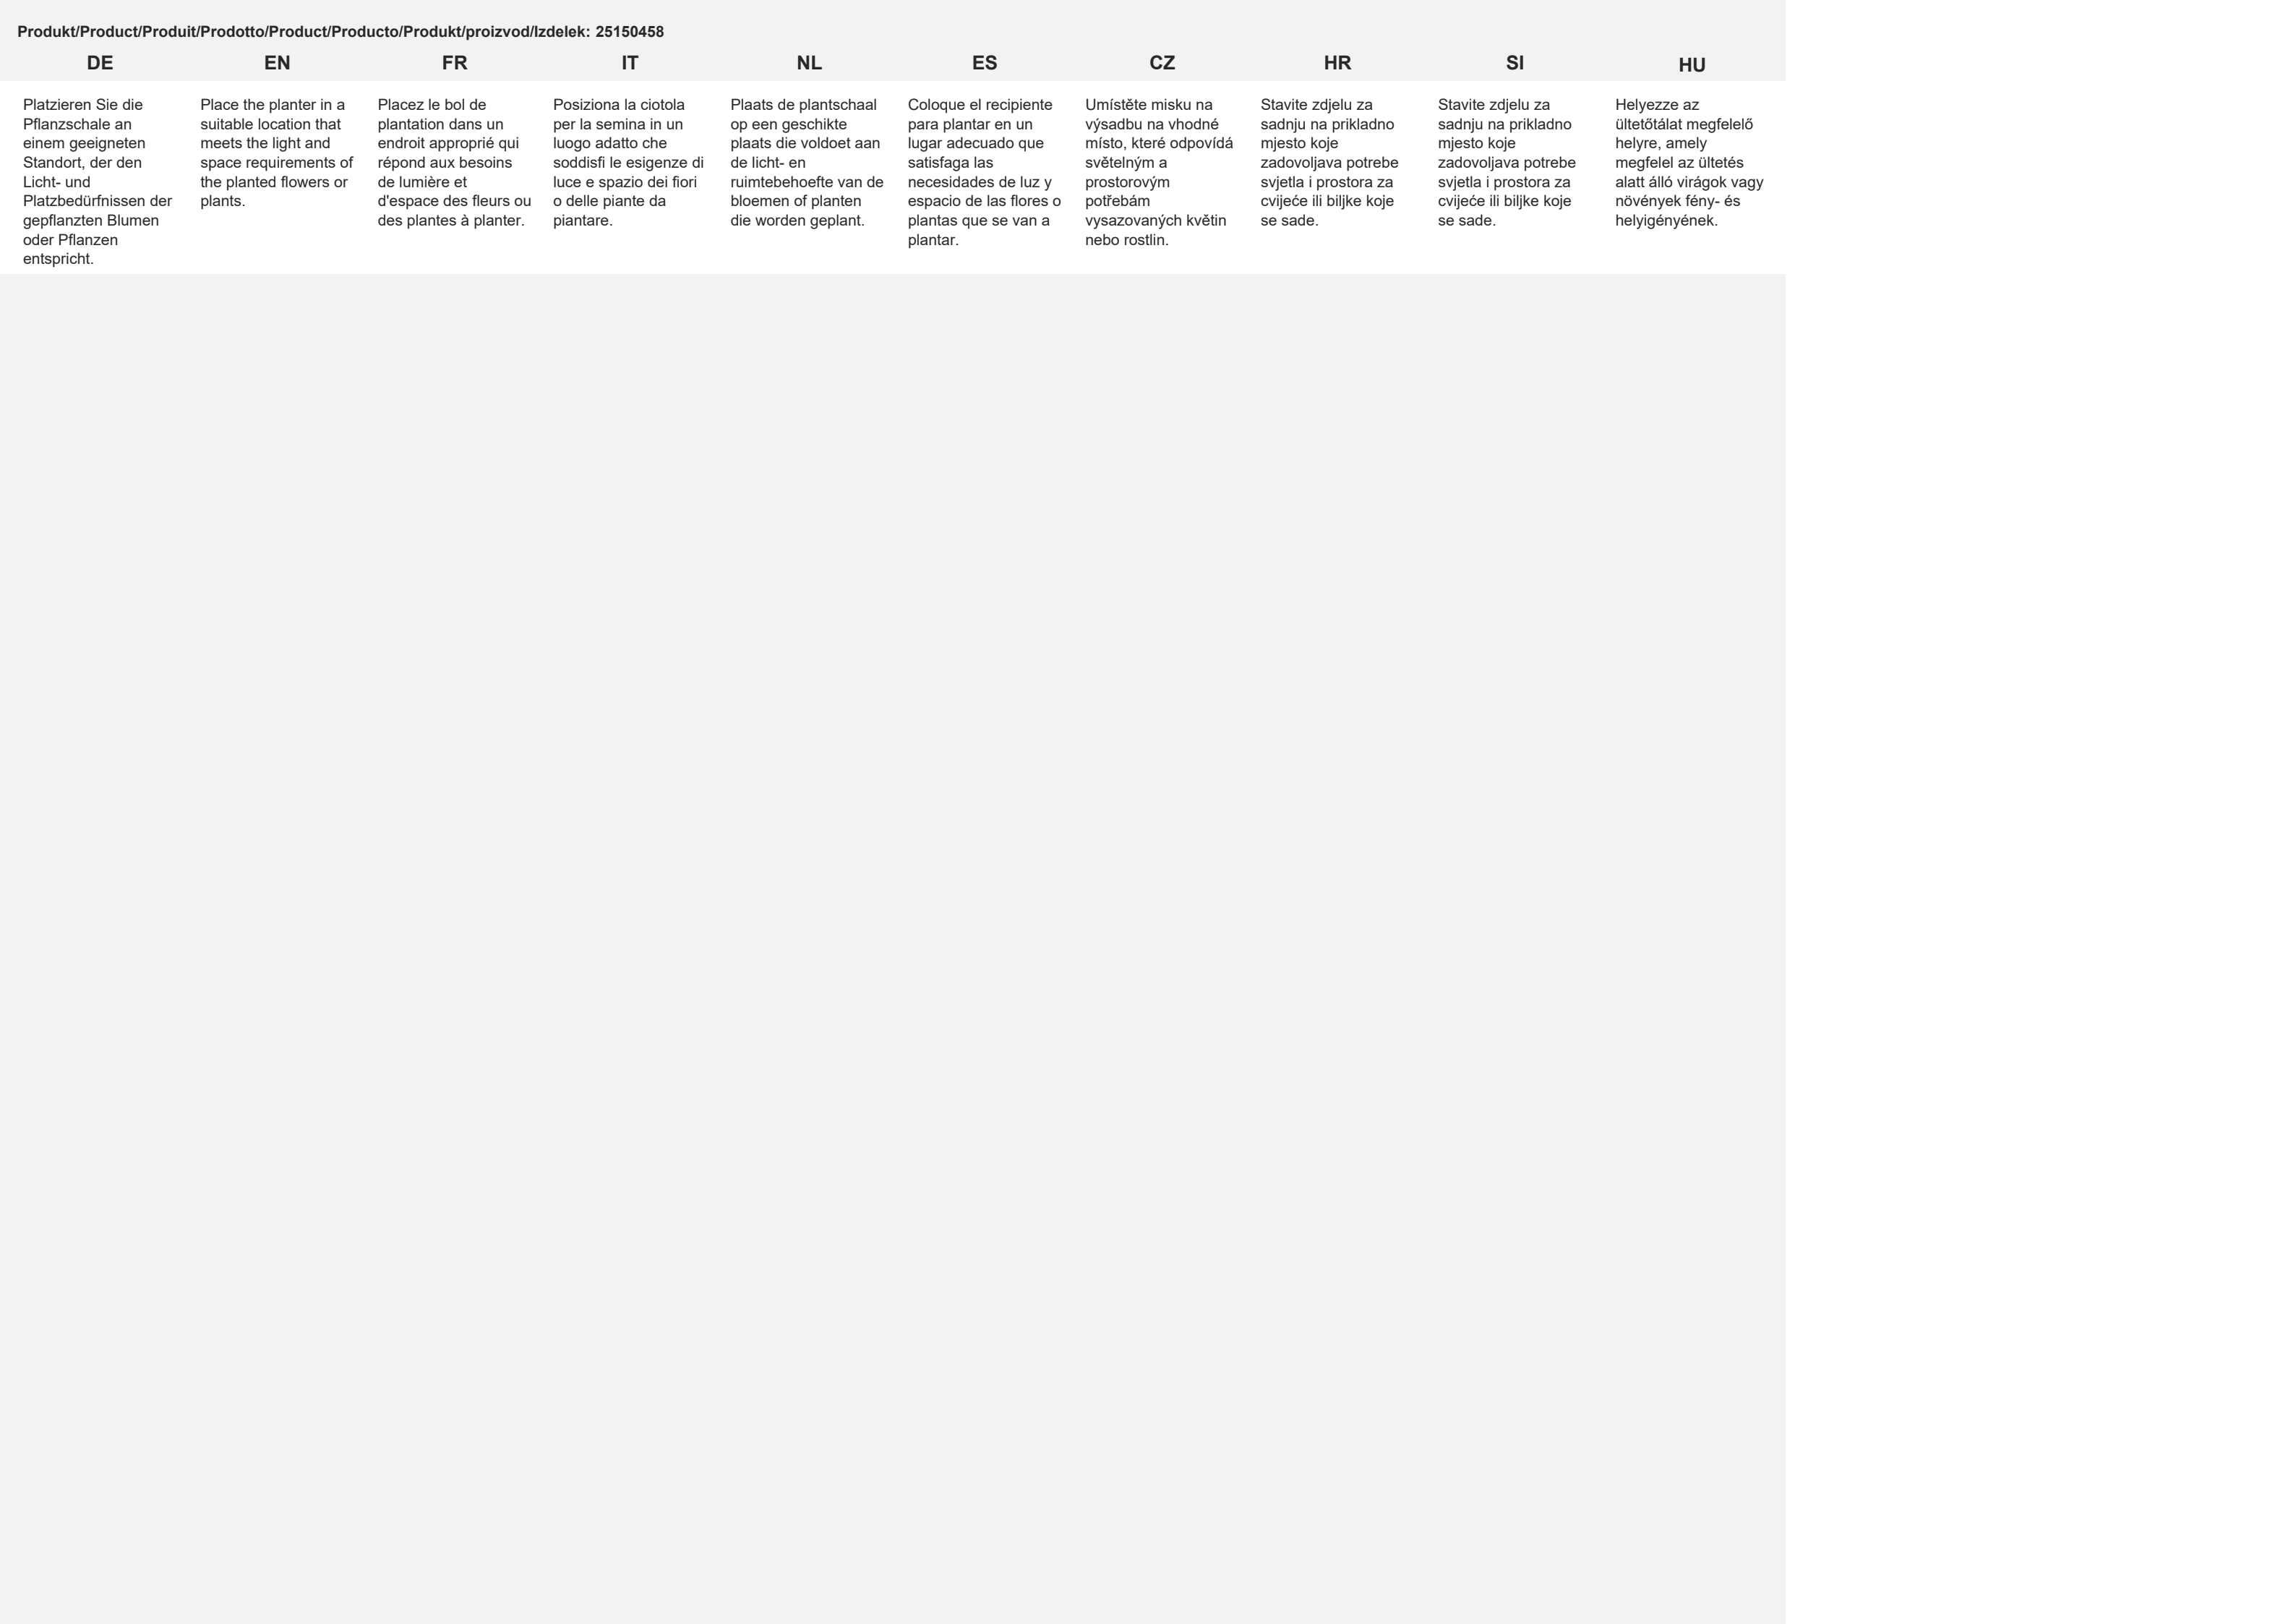 Produkt/Product/Produit/Prodotto/Product/Producto/Produkt/proizvod/Izdelek: 25150458
DE
Platzieren Sie die
Pflanzschale an
einem geeigneten
Standort, der den
Licht- und
Platzbedürfnissen der
gepflanzten Blumen
oder Pflanzen
entspricht.
EN
Place the planter in a
suitable location that
meets the light and
space requirements of
the planted flowers or
plants.
FR
Placez le bol de
plantation dans un
endroit approprié qui
répond aux besoins
de lumière et
d'espace des fleurs ou
des plantes à planter.
IT
Posiziona la ciotola
per la semina in un
luogo adatto che
soddisfi le esigenze di
luce e spazio dei fiori
o delle piante da
piantare.
NL
Plaats de plantschaal
op een geschikte
plaats die voldoet aan
de licht- en
ruimtebehoefte van de
bloemen of planten
die worden geplant.
ES
Coloque el recipiente
para plantar en un
lugar adecuado que
satisfaga las
necesidades de luz y
espacio de las flores o
plantas que se van a
plantar.
CZ
Umístěte misku na
výsadbu na vhodné
místo, které odpovídá
světelným a
prostorovým
potřebám
vysazovaných květin
nebo rostlin.
HR
Stavite zdjelu za
sadnju na prikladno
mjesto koje
zadovoljava potrebe
svjetla i prostora za
cvijeće ili biljke koje
se sade.
SI
Stavite zdjelu za
sadnju na prikladno
mjesto koje
zadovoljava potrebe
svjetla i prostora za
cvijeće ili biljke koje
se sade.
HU
Helyezze az
ültetőtálat megfelelő
helyre, amely
megfelel az ültetés
alatt álló virágok vagy
növények fény- és
helyigényének.